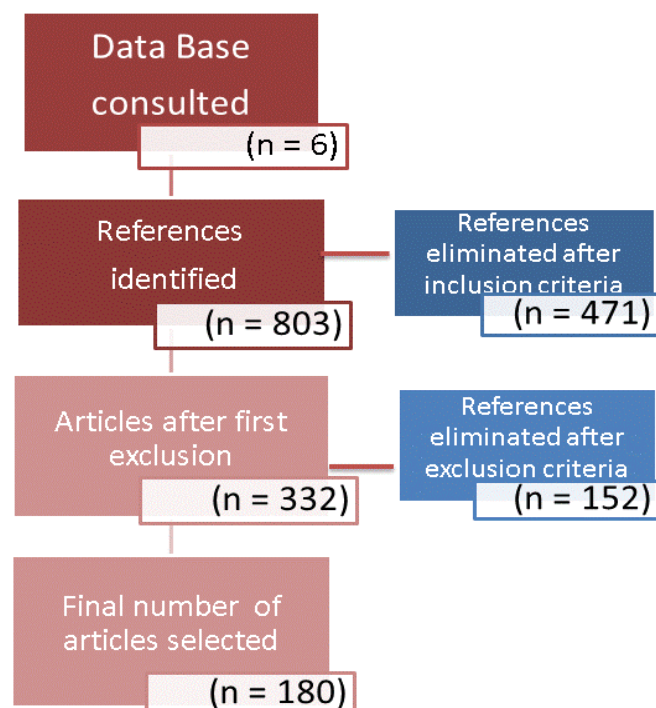 Data Base
consulted
(n = 6)
References
identified
(n = 803)
References
eliminated after
inclusion criteria
(n = 471)
Articles after first
exclusion
(n = 332)
References
eliminated after
exclusion criteria
(n = 152)
Final number of
articles selected
(n = 180)